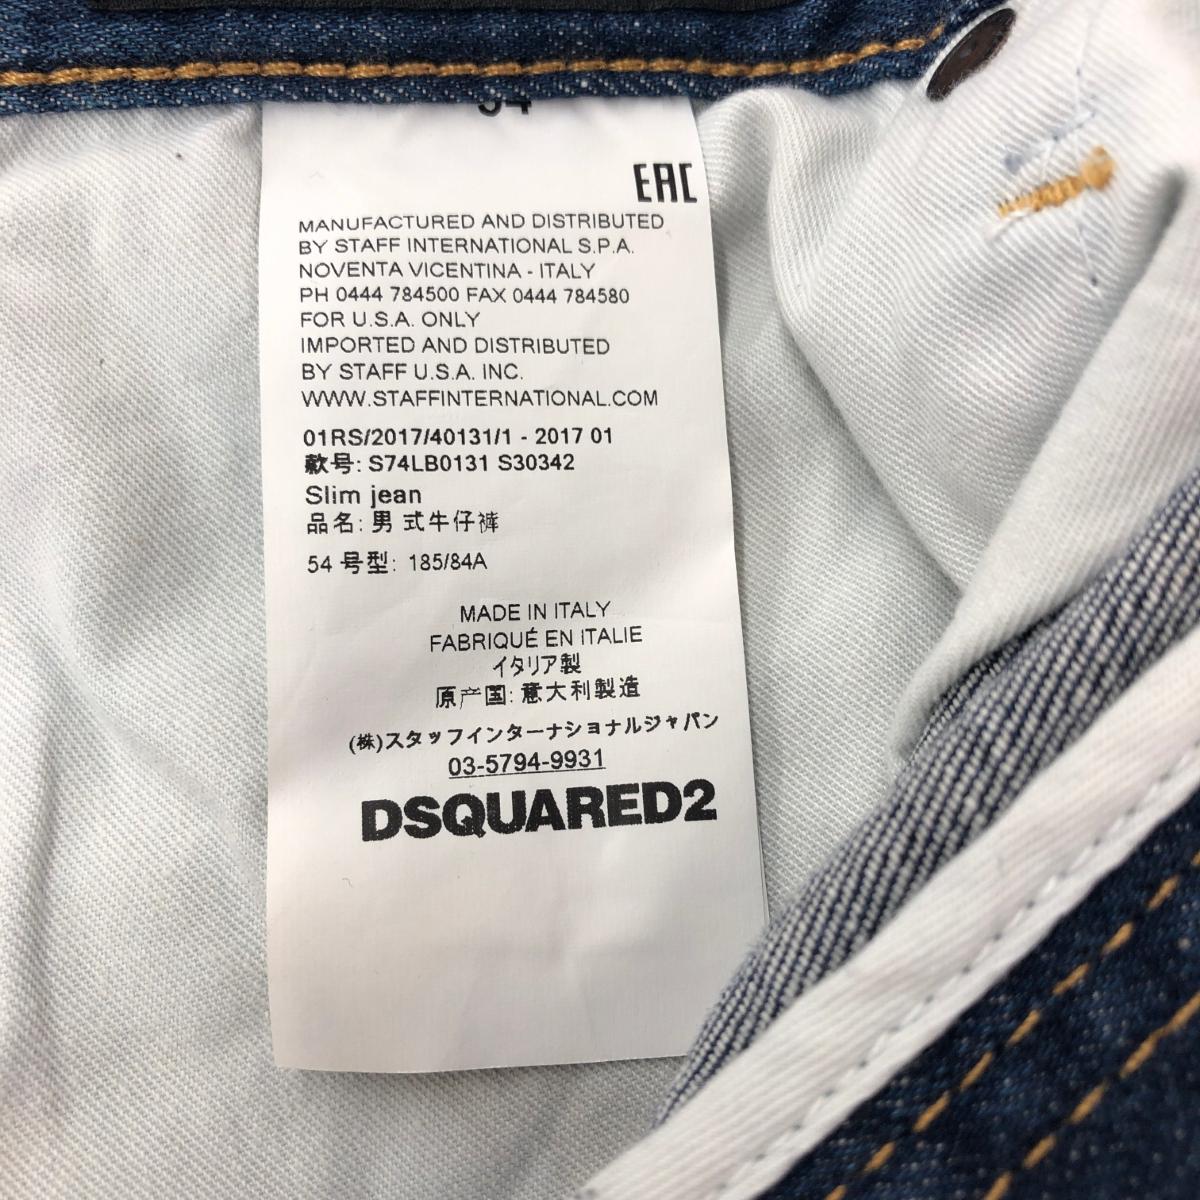 54
EAC
MANUFACTURED AND DISTRIBUTED
BY STAFF INTERNATIONAL S.P.A.
NOVENTA VICENTINA - ITALY
PH 0444 784500 FAX 0444 784580
FOR U.S.A. ONLY
IMPORTED AND DISTRIBUTED
BY STAFF U.S.A. INC.
WWW.STAFFINTERNATIONAL.COM
01RS/2017/40131/1 - 2017 01
款号: S74LB0131 S30342
Slim jean
品名: 男式牛仔裤
54 号型: 185/84A
MADE IN ITALY
FABRIQUÉ EN ITALIE
イタリア製
原产国: 意大利製造
(株)スタッフインターナショナルジャパン
03-5794-9931
DSQUARED2